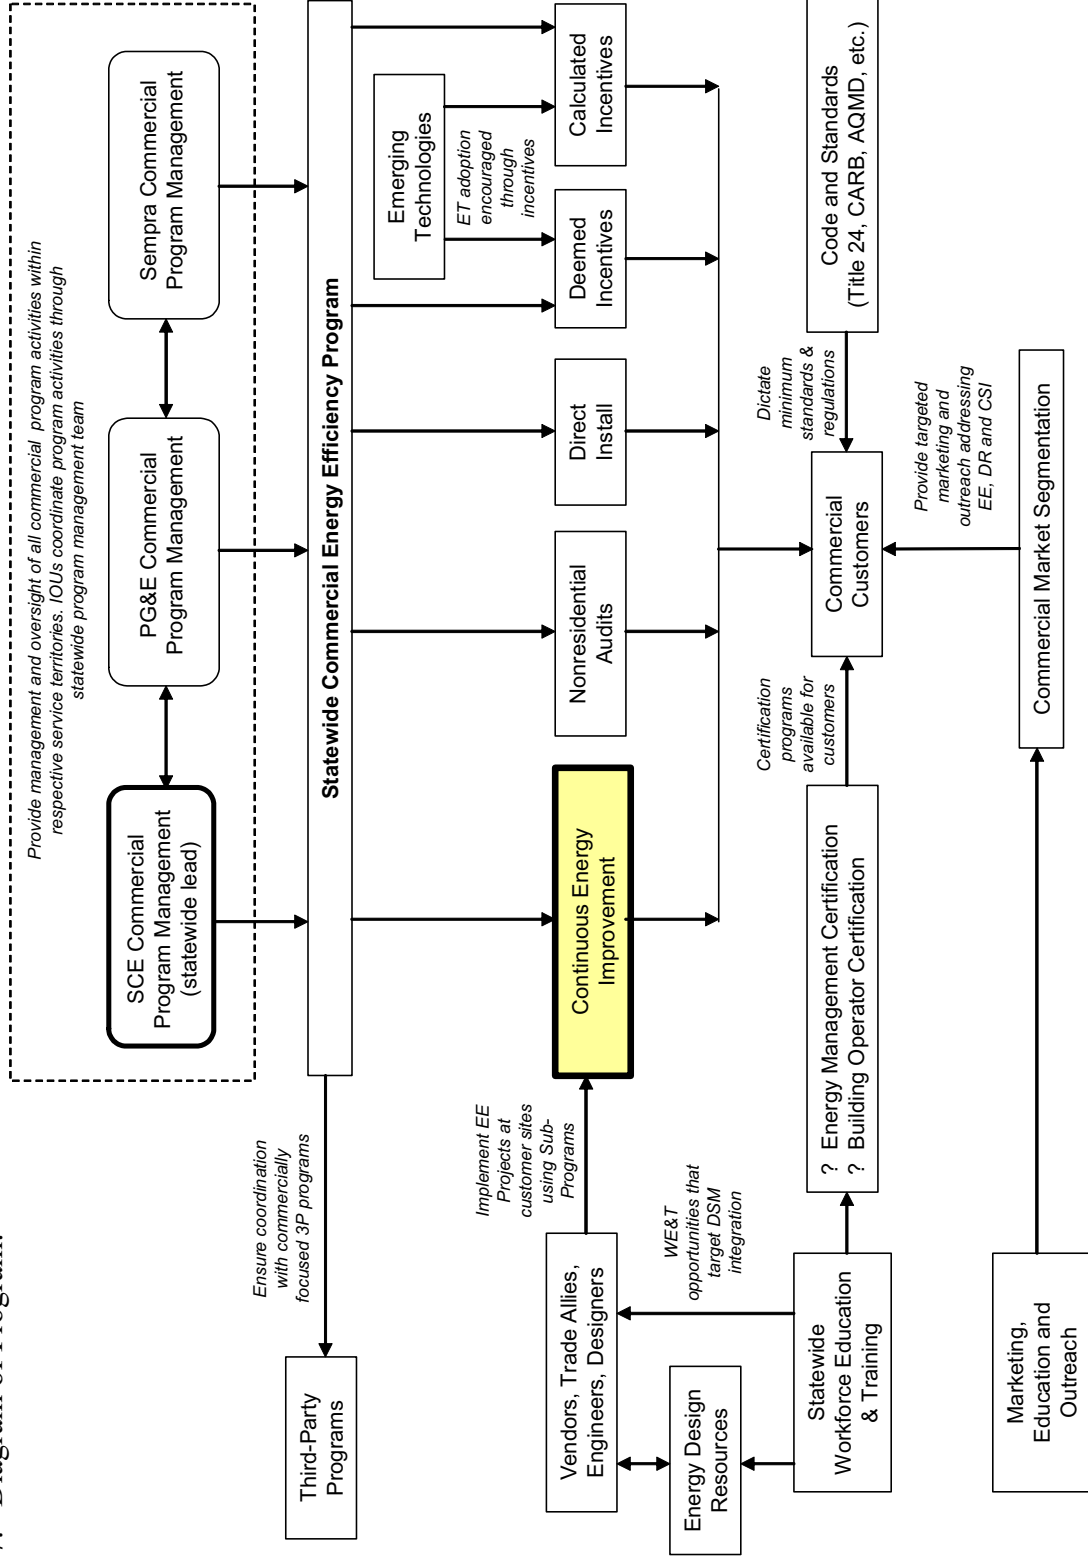 Diagram of Program:
Provide management and oversight of all commercial program activities within
respective service territories. IOUs coordinate program activities through
statewide program management team
SCE Commercial
Program Management
(statewide lead)
PG&E Commercial
Program Management
Sempra Commercial
Program Management
Statewide Commercial Energy Efficiency Program
Ensure coordination
with commercially
focused 3P programs
Third-Party
Programs
Emerging
Technologies
ET adoption
encouraged
through
incentives
Continuous Energy
Improvement
Nonresidential
Audits
Direct
Install
Deemed
Incentives
Calculated
Incentives
Implement EE
Projects at
customer sites
using Sub-
Programs
Vendors, Trade Allies,
Engineers, Designers
WE&T
opportunities that
target DSM
integration
Energy Design
Resources
Statewide
Workforce Education
& Training
? Energy Management Certification
? Building Operator Certification
Certification
programs
available for
customers
Commercial
Customers
Dictate
minimum
standards &
regulations
Code and Standards
(Title 24, CARB, AQMD, etc.)
Provide targeted
marketing and
outreach addressing
EE, DR and CSI
Marketing,
Education and
Outreach
Commercial Market Segmentation